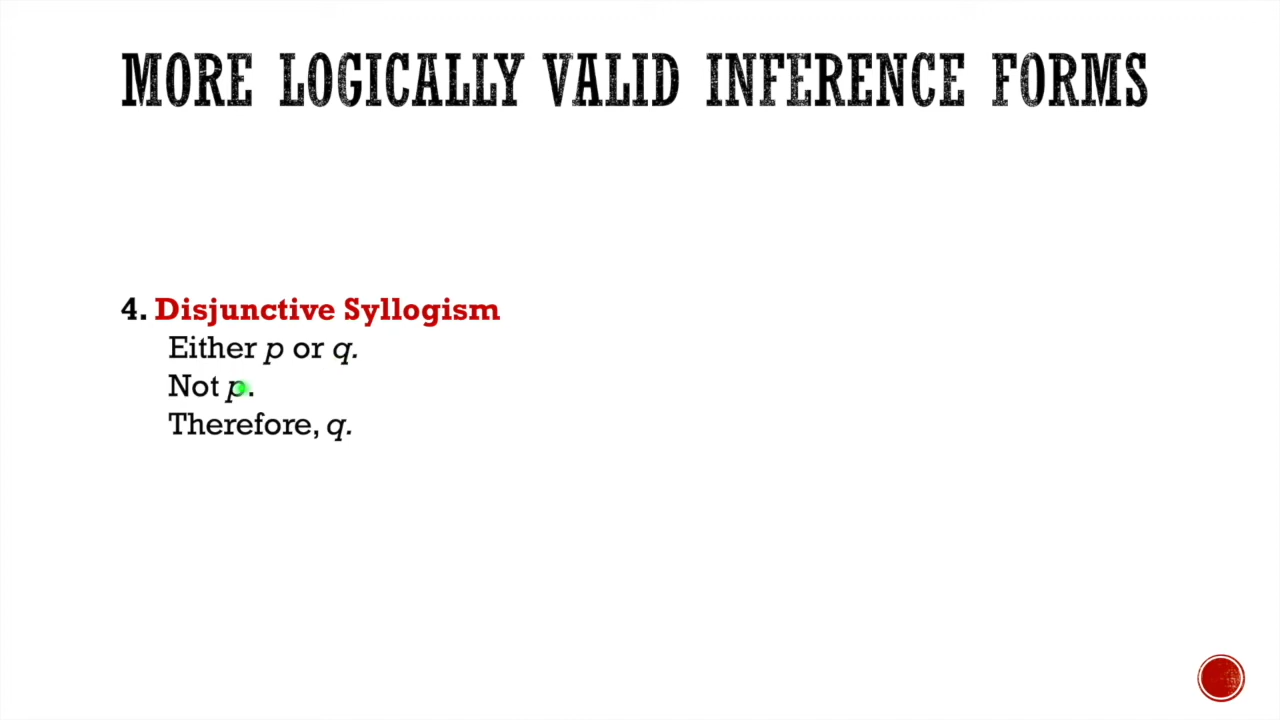 MORE LOGICALLY VALID INFERENCE FORMS
4. Disjunctive Syllogism
Either p or q.
Not p.
Therefore, q.